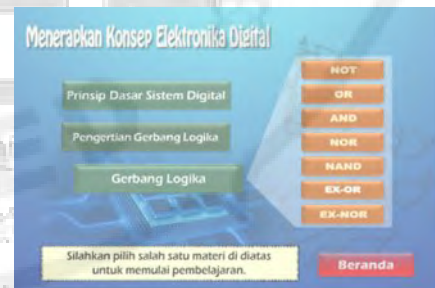 Menerapkan Konsep Elektronika Digital
Prinsip Dasar Sistem Digital
Pengertian Gerbang Logika
Gerbang Logika
NOT
OR
AND
NOR
NAND
EX-OR
EX-NOR
Silahkan pilih salah satu materi di diatas
untuk memulai pembelajaran.
Beranda